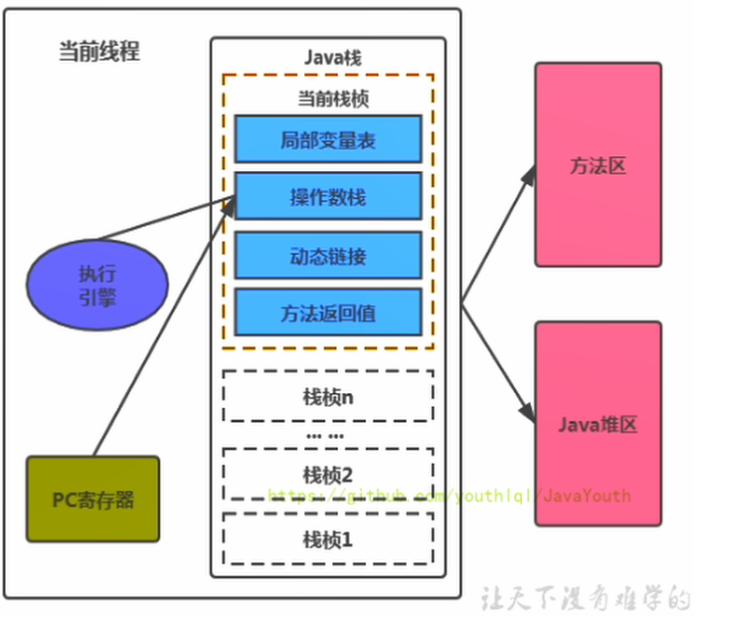 当前线程
Java栈
当前栈桢
局部变量表
操作数栈
动态链接
方法返回值
执行
引擎
PC寄存器
栈桢n
... ...
栈桢2
https://github.com/youthlql/JavaYouth
栈桢1
方法区
Java堆区
让天下没有难学的